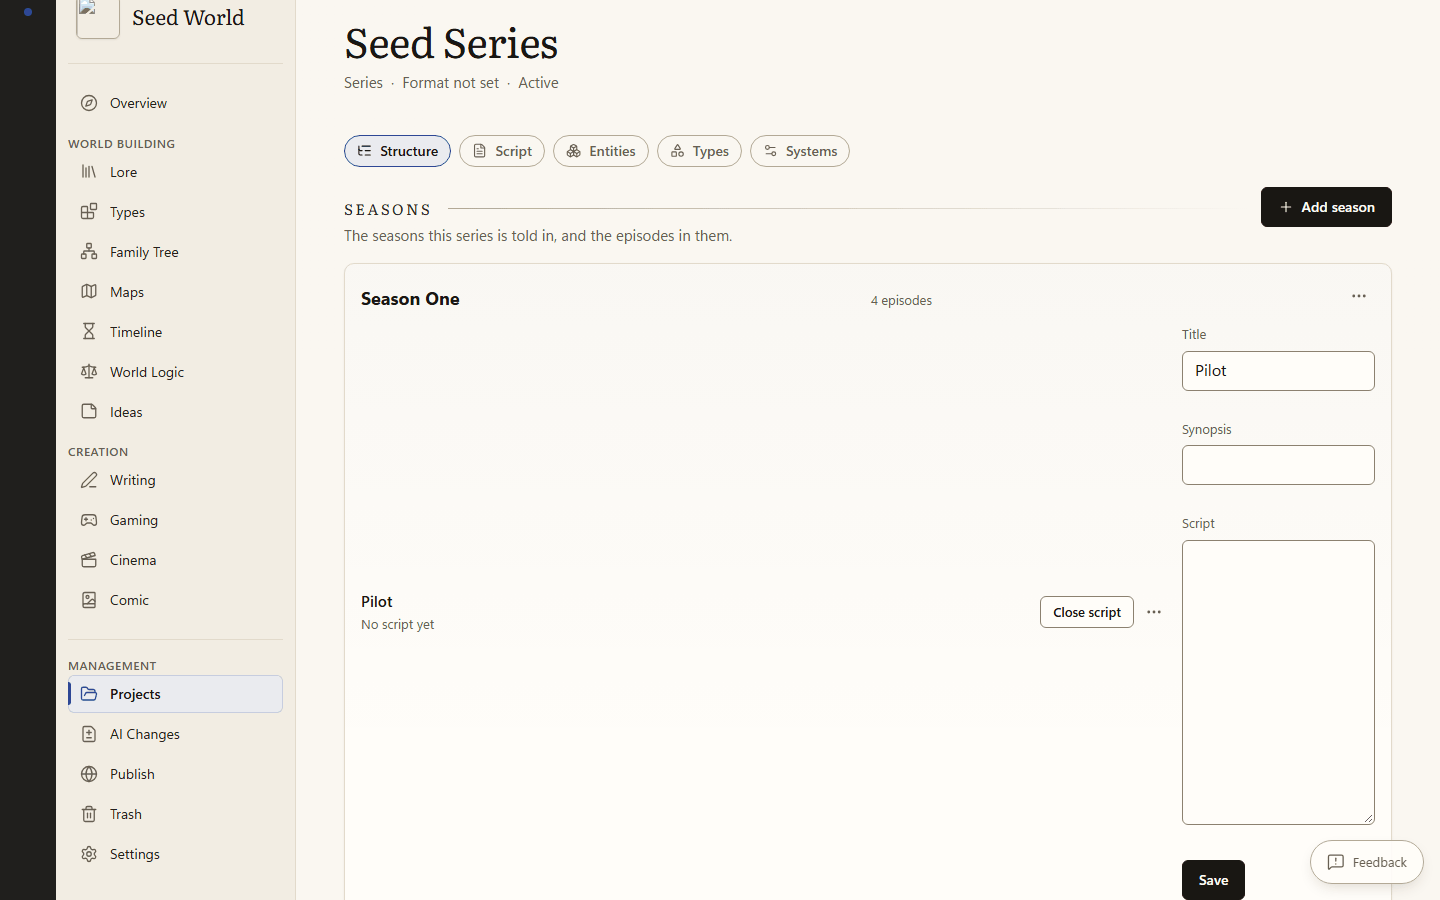 Seed World
Overview
WORLD BUILDING
Lore
Types
Family Tree
Maps
Timeline
World Logic
Ideas
CREATION
Writing
Gaming
Cinema
Comic
MANAGEMENT
Projects
AI Changes
Publish
Trash
Settings
Seed Series
Series · Format not set · Active
Structure
Script
Entities
Types
Systems
SEASONS
Add season
The seasons this series is told in, and the episodes in them.
Season One
4 episodes
Pilot
No script yet
Close script
Title
Pilot
Synopsis
Script
Save
Feedback